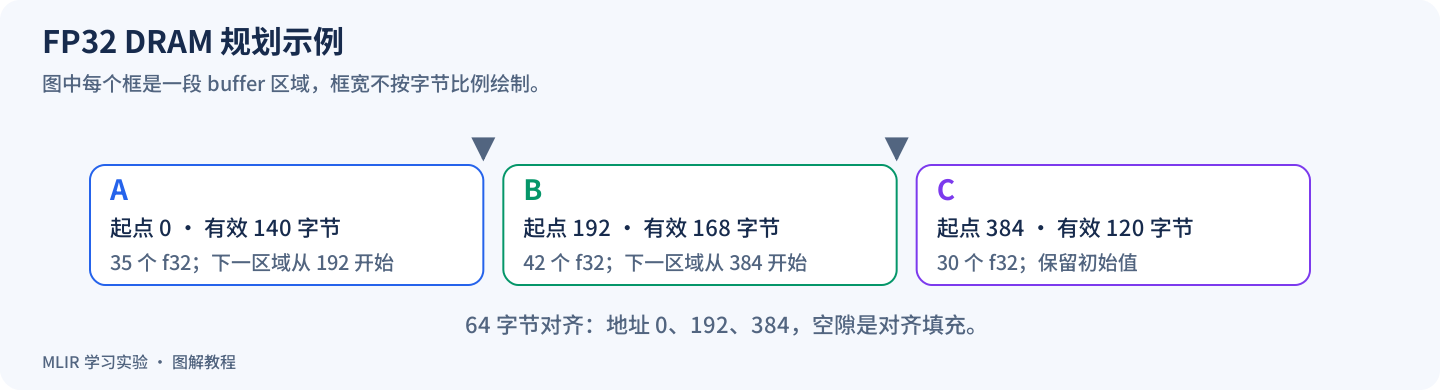 FP32 DRAM 规划示例
图中每个框是一段 buffer 区域，框宽不按字节比例绘制。
A
起点 0 · 有效 140 字节
35 个 f32；下一区域从 192 开始
B
起点 192 · 有效 168 字节
42 个 f32；下一区域从 384 开始
C
起点 384 · 有效 120 字节
30 个 f32；保留初始值
64 字节对齐：地址 0、192、384，空隙是对齐填充。
MLIR 学习实验 · 图解教程